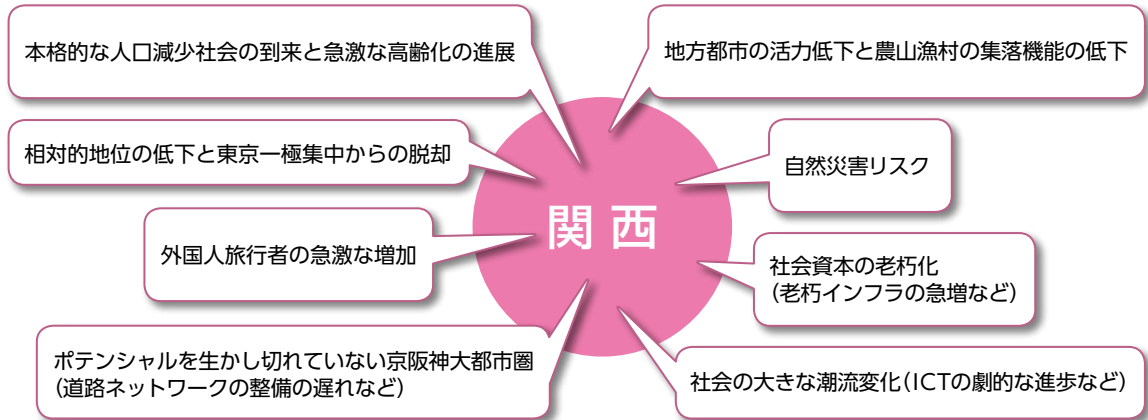 本格的な人口減少社会の到来と急激な高齢化の進展
地方都市の活力低下と農山漁村の集落機能の低下
相対的地位の低下と東京一極集中からの脱却
自然災害リスク
関西
外国人旅行者の急激な増加
社会資本の老朽化
(老朽インフラの急増など)
ポテンシャルを生かし切れていない京阪神大都市圏
(道路ネットワークの整備の遅れなど)
社会の大きな潮流変化(ICTの劇的な進歩など)